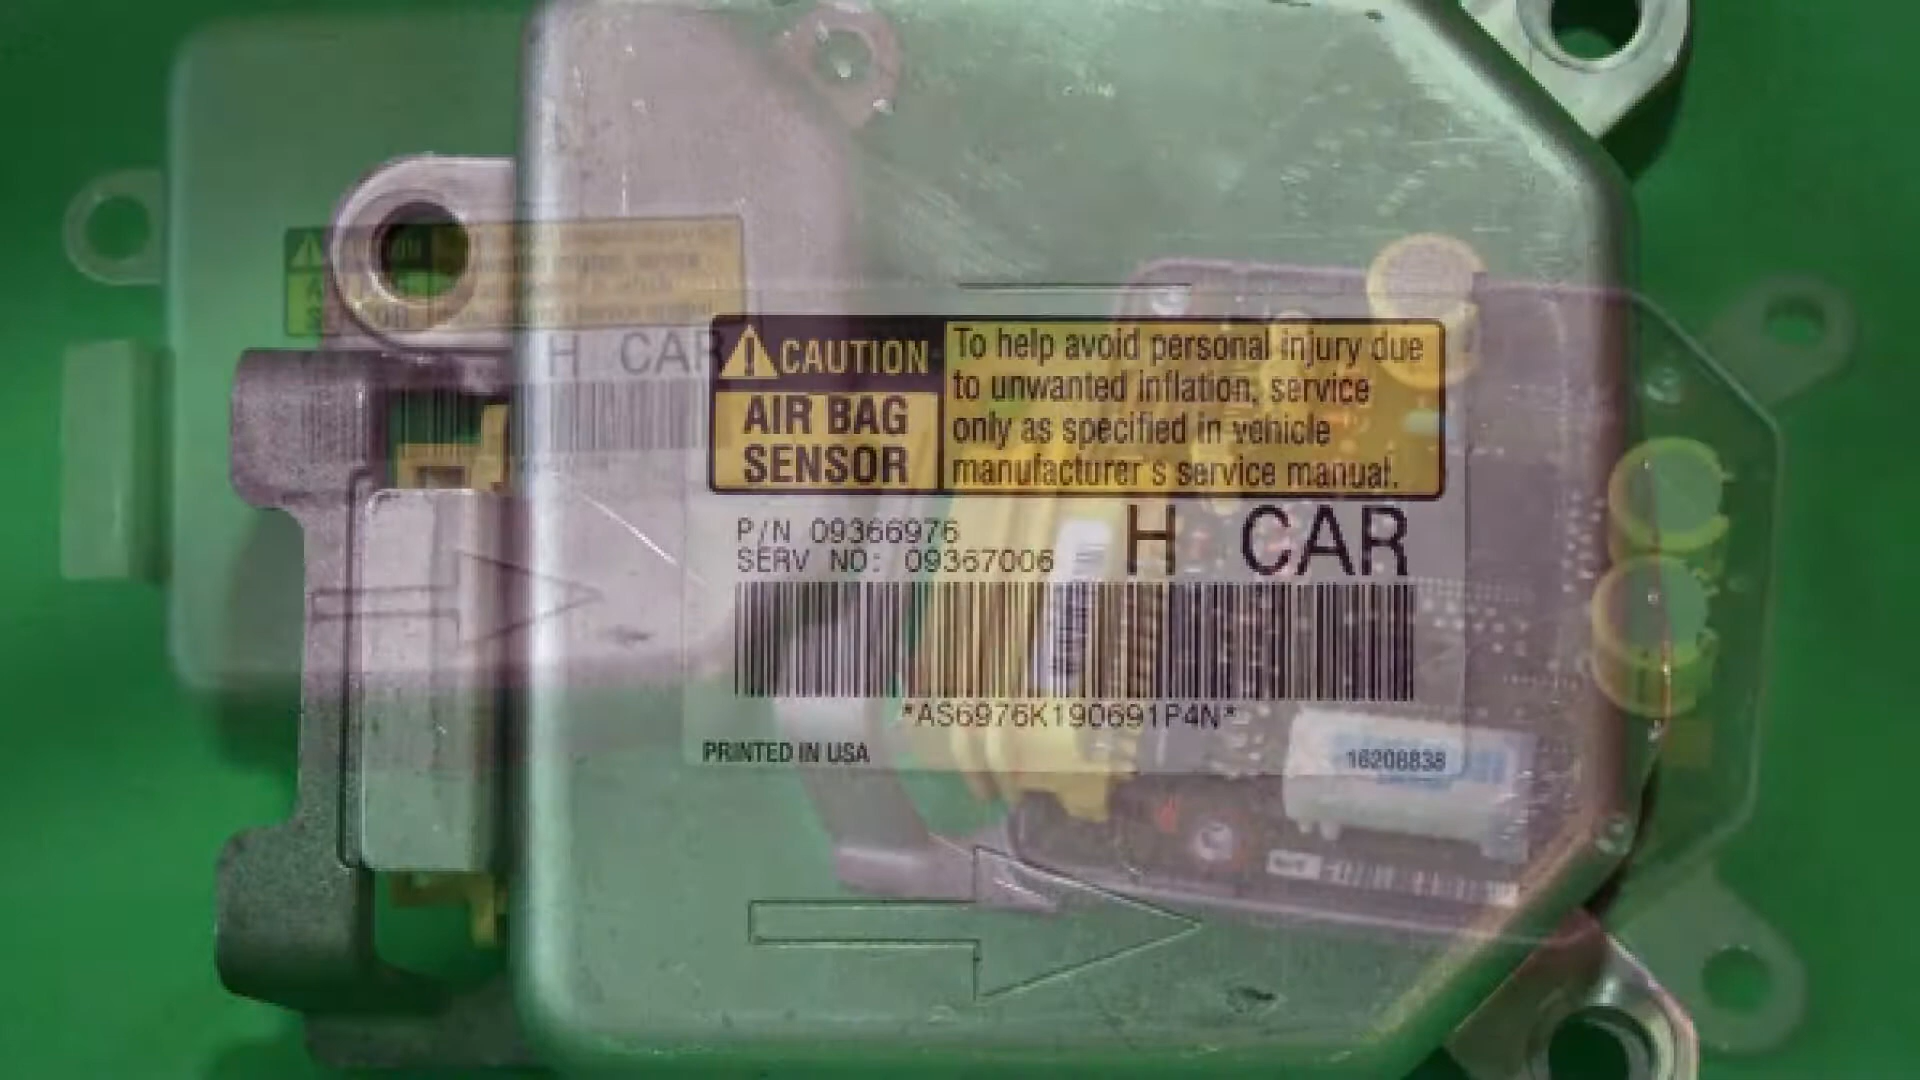 CAUTION
AIR BAG
SENSOR
To help avoid personal injury due
to unwanted inflation, service
only as specified in vehicle
manufacturer's service manual.
P/N 09366976
SERV NO: 09367006
H CAR
*AS6976K190691P4N*
PRINTED IN USA
16208838
H CAR